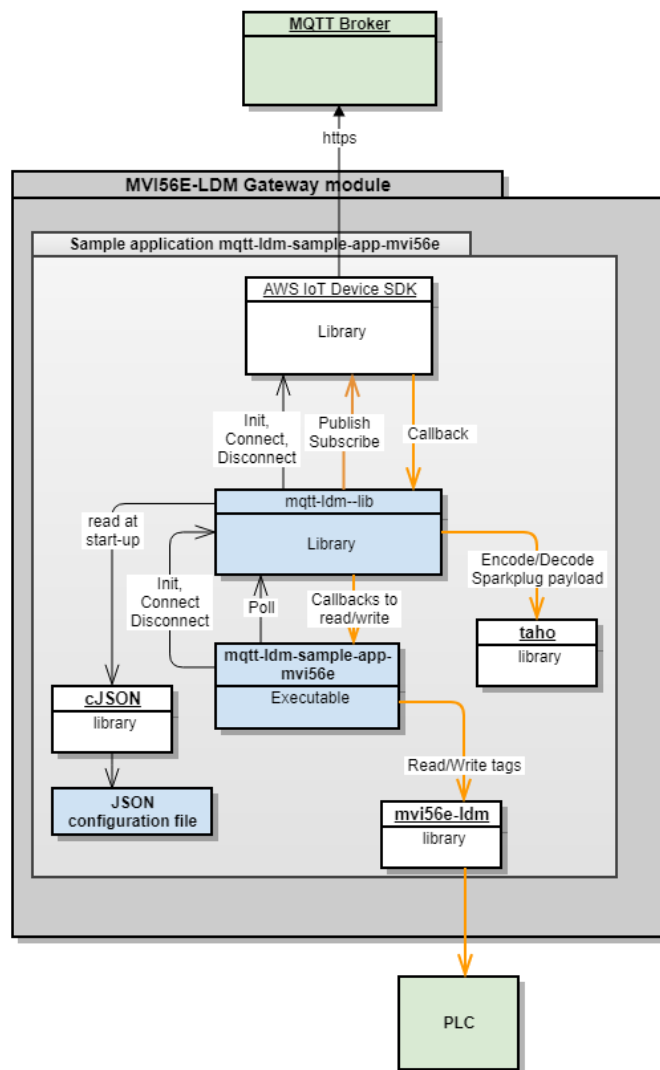 MQTT Broker
https
MVI56E-LDM Gateway module
Sample application mqtt-ldm-sample-app-mvi56e
AWS IoT Device SDK
Library
Init,
Connect,
Disconnect
Publish
Subscribe
Callback
mqtt-ldm--lib
Library
read at
start-up
Init,
Connect
Disconnect
Poll
Callbacks to
read/write
Encode/Decode
Sparkplug payload
taho
library
mqtt-ldm-sample-app-
mvi56e
Executable
cJSON
library
Read/Write tags
JSON
configuration file
mvi56e-ldm
library
PLC